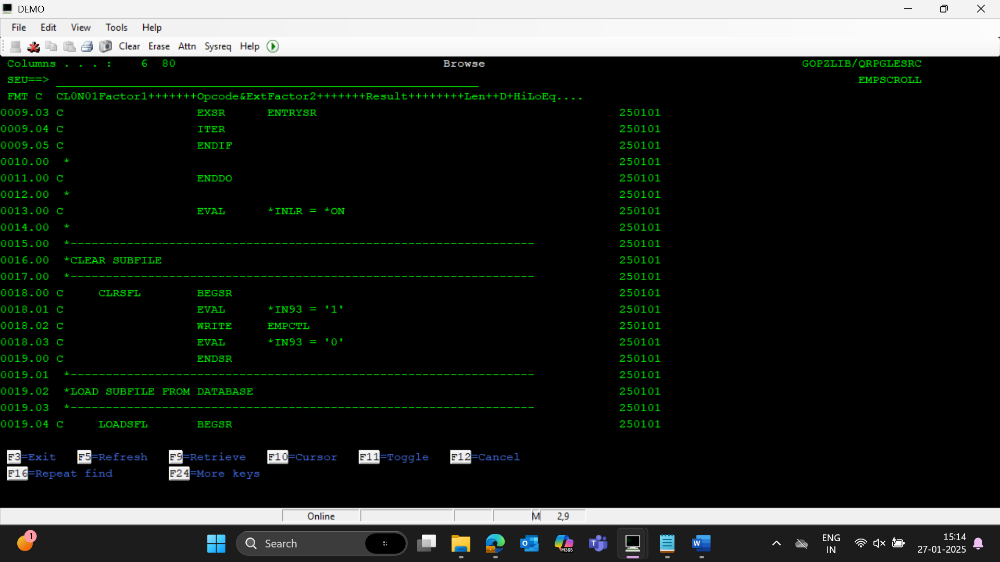 DEMO
File Edit View Tools Help
Clear Erase Attn Sysreq Help
Columns . . . : 6 80 Browse GOPZLIB/QRPGLESRC
SEU==> EMPSCROLL
FMT C CL0N01Factor1+++++++Opcode&ExtFactor2+++++++Result++++++++Len++D+HiLoEq....
0009.03 C EXSR ENTRYSR 250101
0009.04 C ITER 250101
0009.05 C ENDIF 250101
0010.00 * 250101
0011.00 C ENDDO 250101
0012.00 * 250101
0013.00 C EVAL *INLR = *ON 250101
0014.00 * 250101
0015.00 *------------------------------------------------------------------ 250101
0016.00 *CLEAR SUBFILE 250101
0017.00 *------------------------------------------------------------------ 250101
0018.00 C CLRSFL BEGSR 250101
0018.01 C EVAL *IN93 = '1' 250101
0018.02 C WRITE EMPCTL 250101
0018.03 C EVAL *IN93 = '0' 250101
0019.00 C ENDSR 250101
0019.01 *------------------------------------------------------------------ 250101
0019.02 *LOAD SUBFILE FROM DATABASE 250101
0019.03 *------------------------------------------------------------------ 250101
0019.04 C LOADSFL BEGSR 250101
F3=Exit F5=Refresh F9=Retrieve F10=Cursor F11=Toggle F12=Cancel
F16=Repeat find F24=More keys
Online M 2,9
1 Search M365 ENG 15:14
IN 27-01-2025